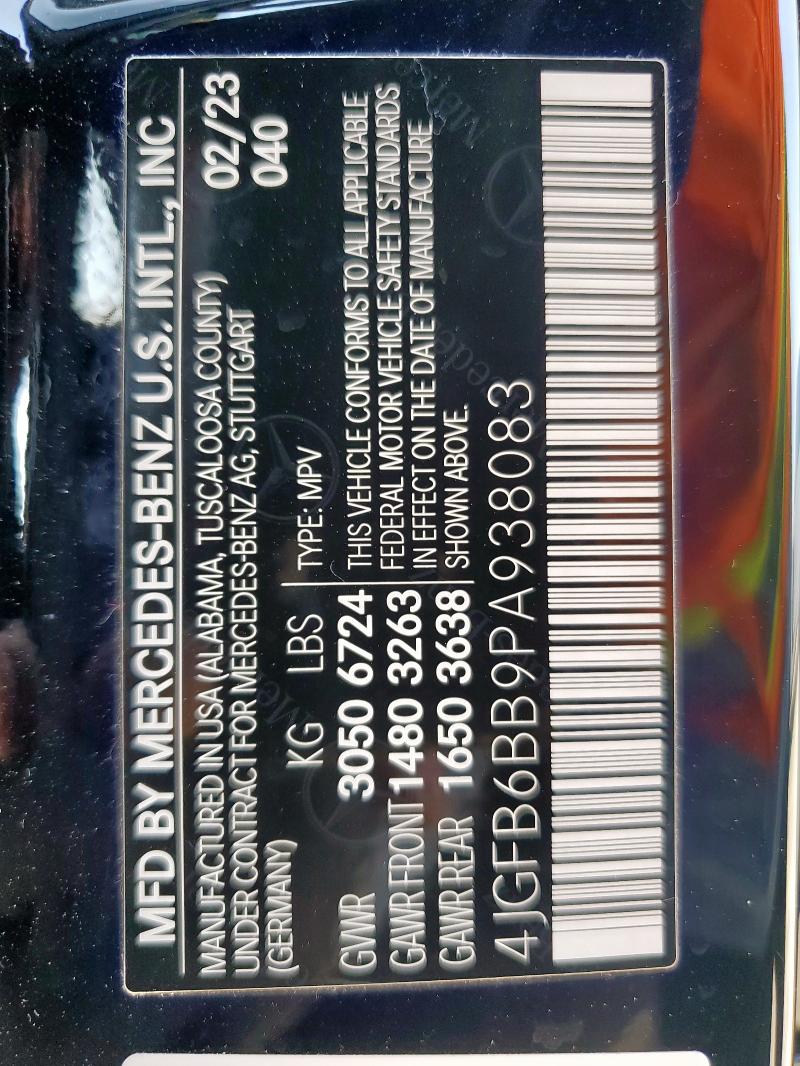 MFD BY MERCEDES-BENZ U.S. INTL., INC
MANUFACTURED IN USA (ALABAMA, TUSCALOOSA COUNTY) 02/23
UNDER CONTRACT FOR MERCEDES-BENZ AG, STUTTGART 040
(GERMANY)
KG LBS TYPE: MPV
GVWR 3050 6724 THIS VEHICLE CONFORMS TO ALL APPLICABLE
FEDERAL MOTOR VEHICLE SAFETY STANDARDS
GAWR FRONT 1480 3263 IN EFFECT ON THE DATE OF MANUFACTURE
GAWR REAR 1650 3638 SHOWN ABOVE.
4JGFB6BB9PA938083